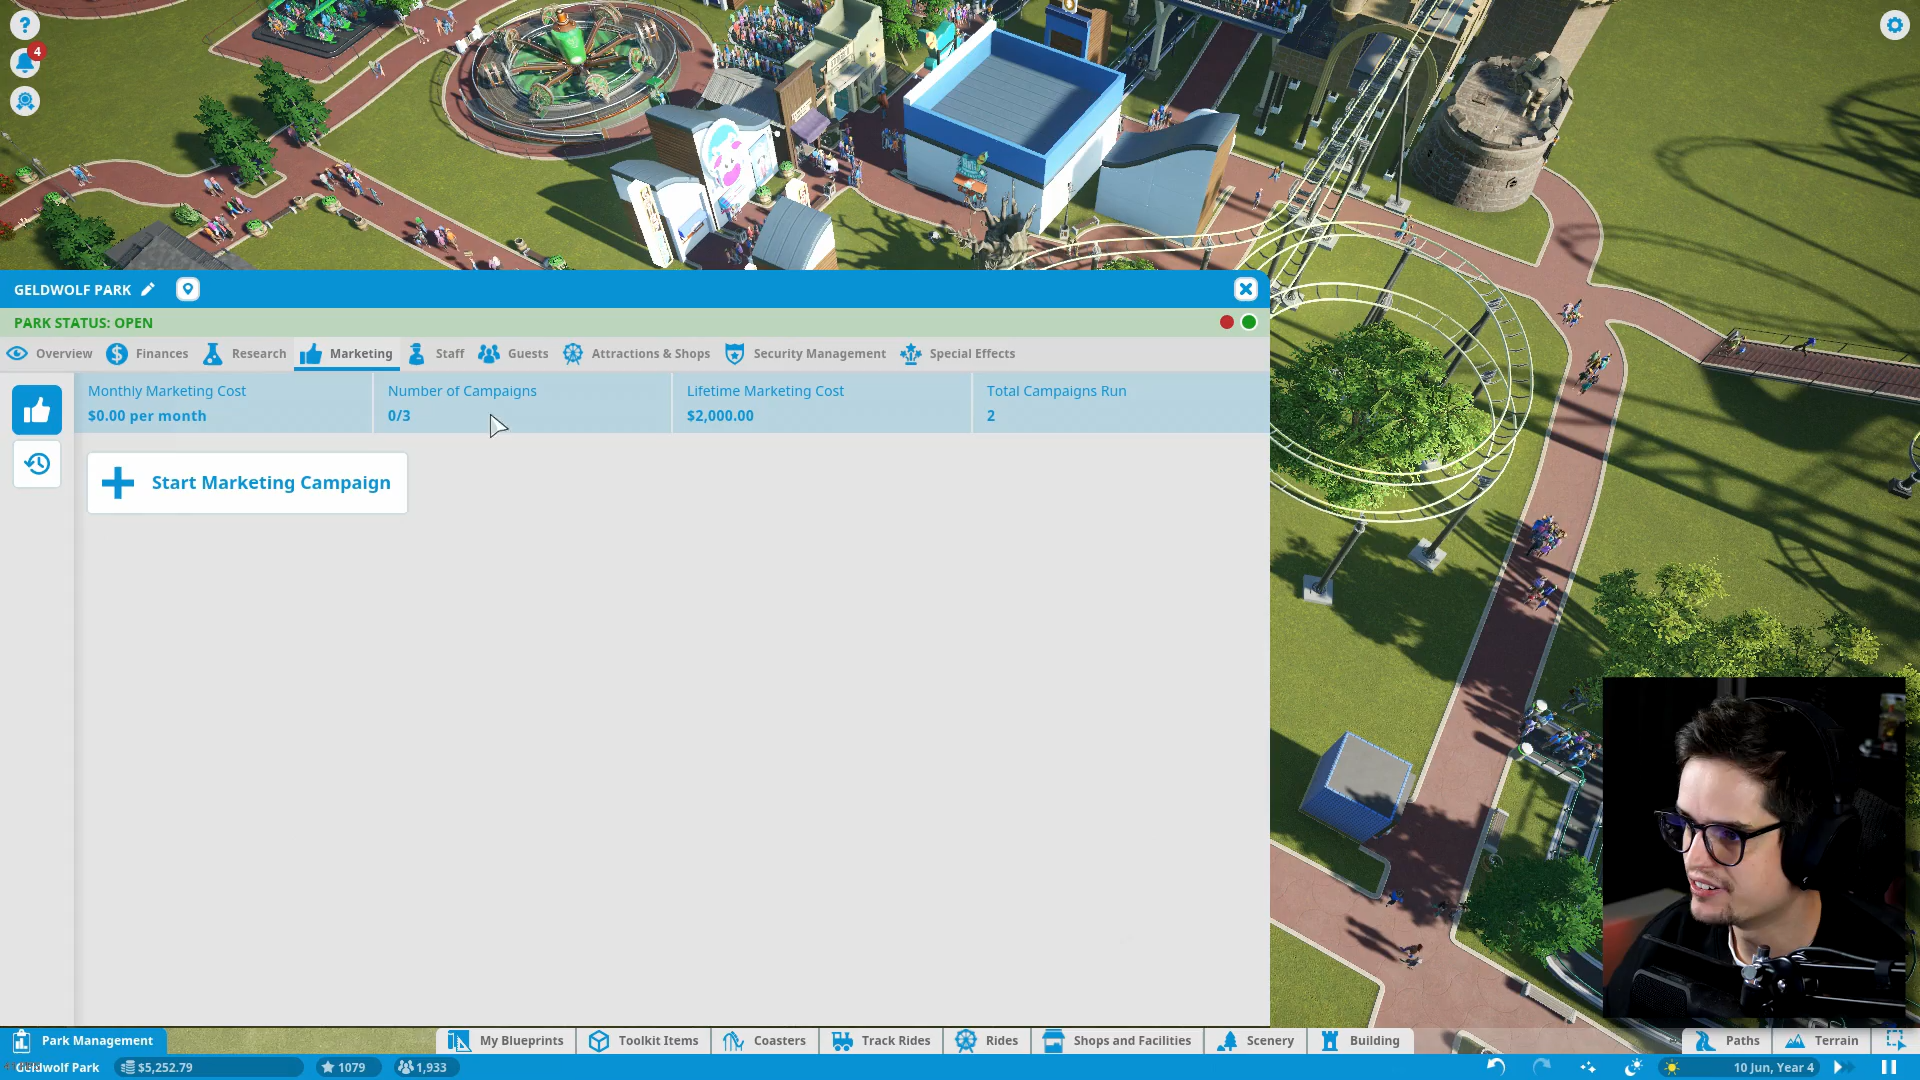 4
GELDWOLF PARK
PARK STATUS: OPEN
Overview Finances Research Marketing Staff Guests Attractions & Shops Security Management Special Effects
Monthly Marketing Cost Number of Campaigns Lifetime Marketing Cost Total Campaigns Run
$0.00 per month 0/3 $2,000.00 2
Start Marketing Campaign
Park Management My Blueprints Toolkit Items Coasters Track Rides Rides Shops and Facilities Scenery Building Paths Terrain
Geldwolf Park $5,252.79 1079 1,933 10 Jun, Year 4